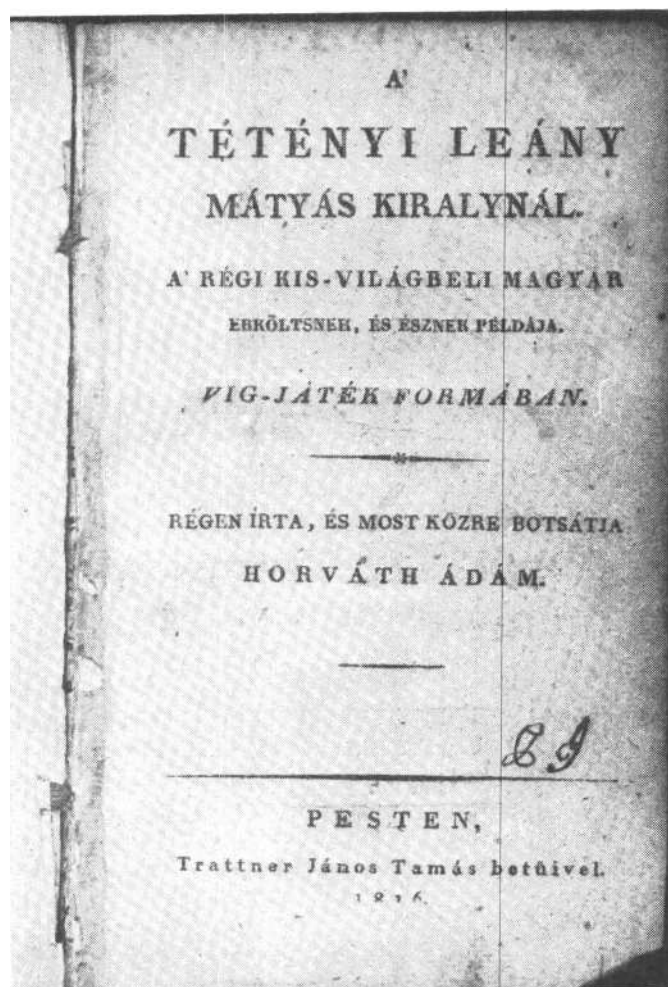 A'
TÉTÉNYI LEÁNY
MÁTYÁS KIRALYNÁL.
A' RÉGI KIS-VILÁGBELI MAGYAR
ERKÖLTSNEK, ÉS ÉSZNEK PÉLDÁJA.
VIG-JÁTÉK FORMÁBAN.
RÉGEN ÍRTA, ÉS MOST KÖZRE BOTSÁTJA
HORVÁTH ÁDÁM.
PESTEN,
Trattner János Tamás betűivel.
1816.